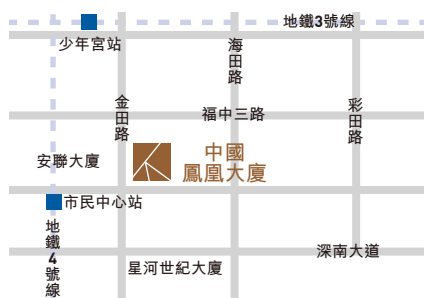 地鐵3號線
少年宮站
海田路
金田路
福中三路
彩田路
中國
鳳凰大廈
安聯大廈
市民中心站
地鐵4號線
深南大道
星河世紀大廈